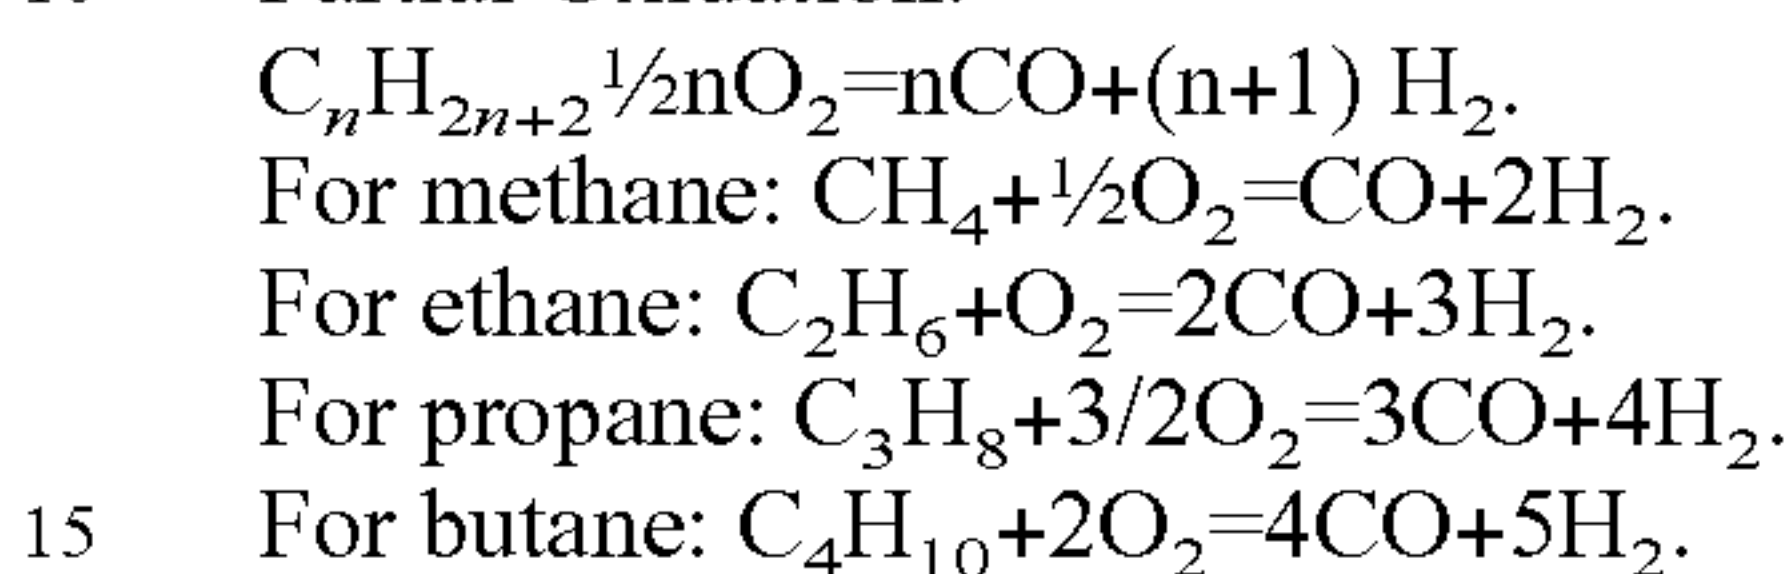 CₙH₂ₙ₊₂½nO₂=nCO+(n+1) H₂.
For methane: CH₄+½O₂=CO+2H₂.
For ethane: C₂H₆+O₂=2CO+3H₂.
For propane: C₃H₈+3/2O₂=3CO+4H₂.
15 For butane: C₄H₁₀+2O₂=4CO+5H₂.